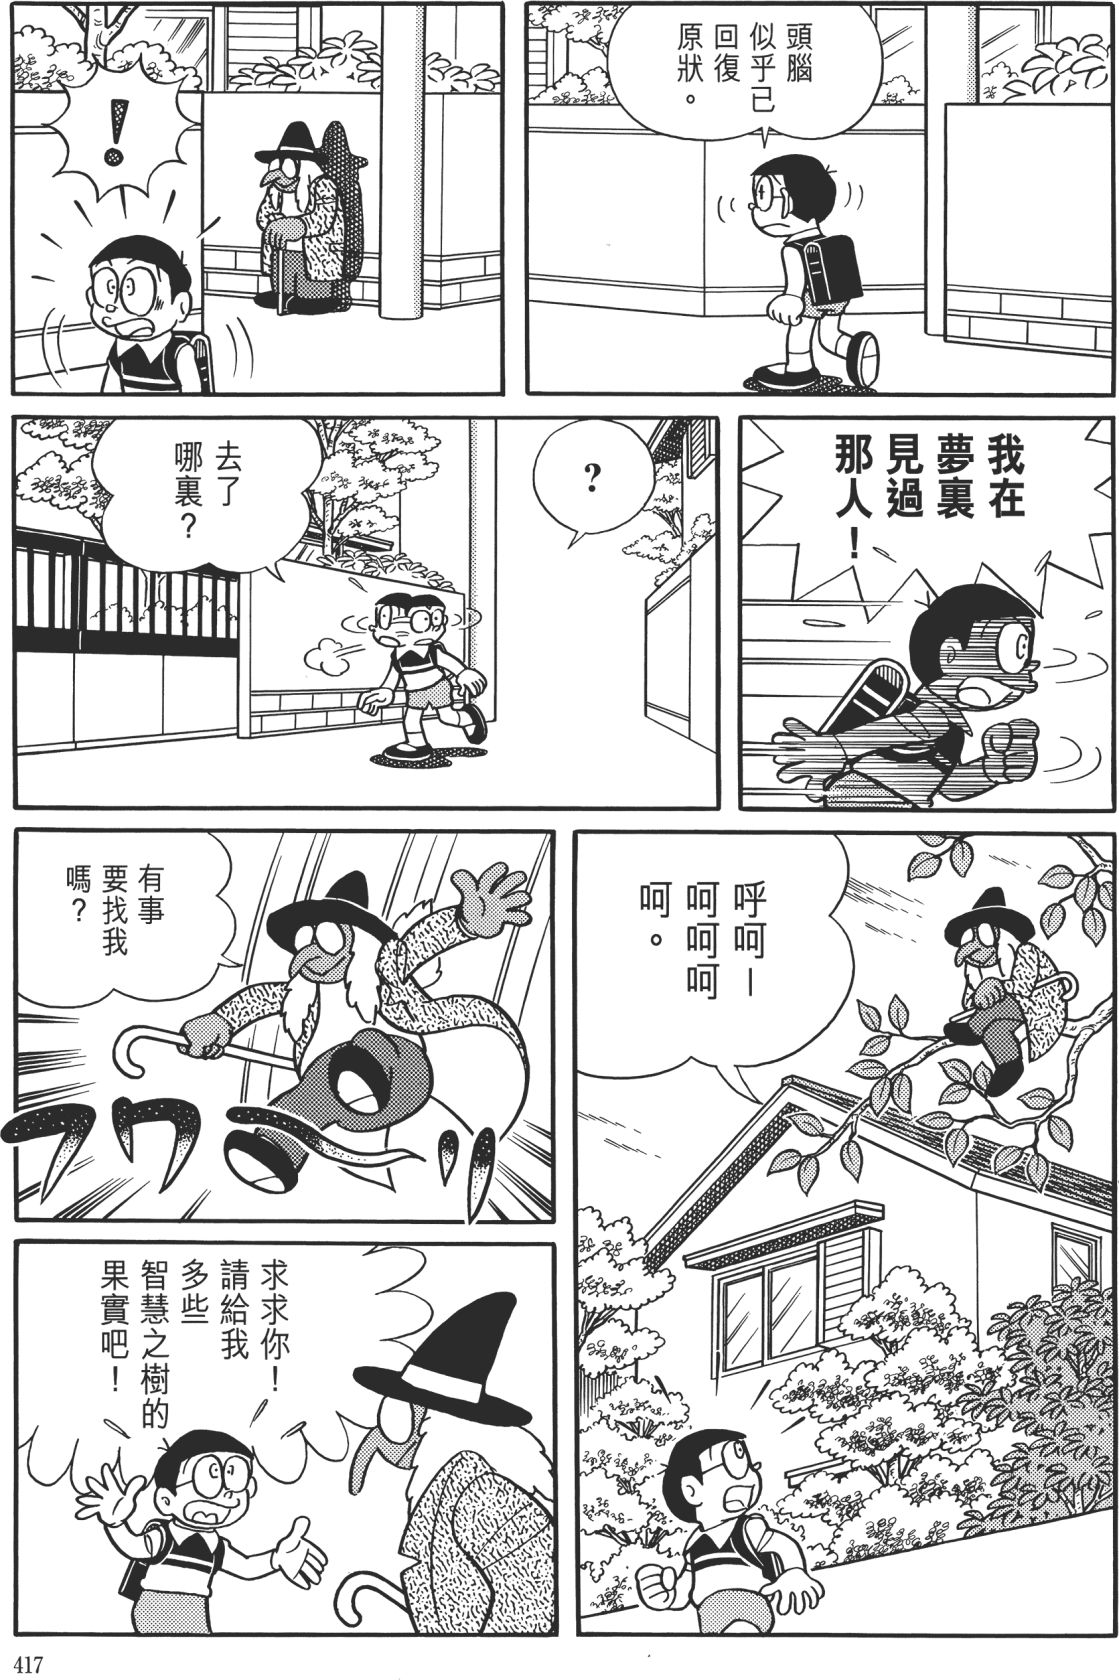 頭腦
似乎已
回復
原狀。
!
我在
夢裏
見過
那人!
?
去了
哪裏?
呼呵—
呵呵呵
呵。
有事
要找我
嗎?
フワラッ
求求你!
請給我
多些
智慧之樹的
果實吧!
417